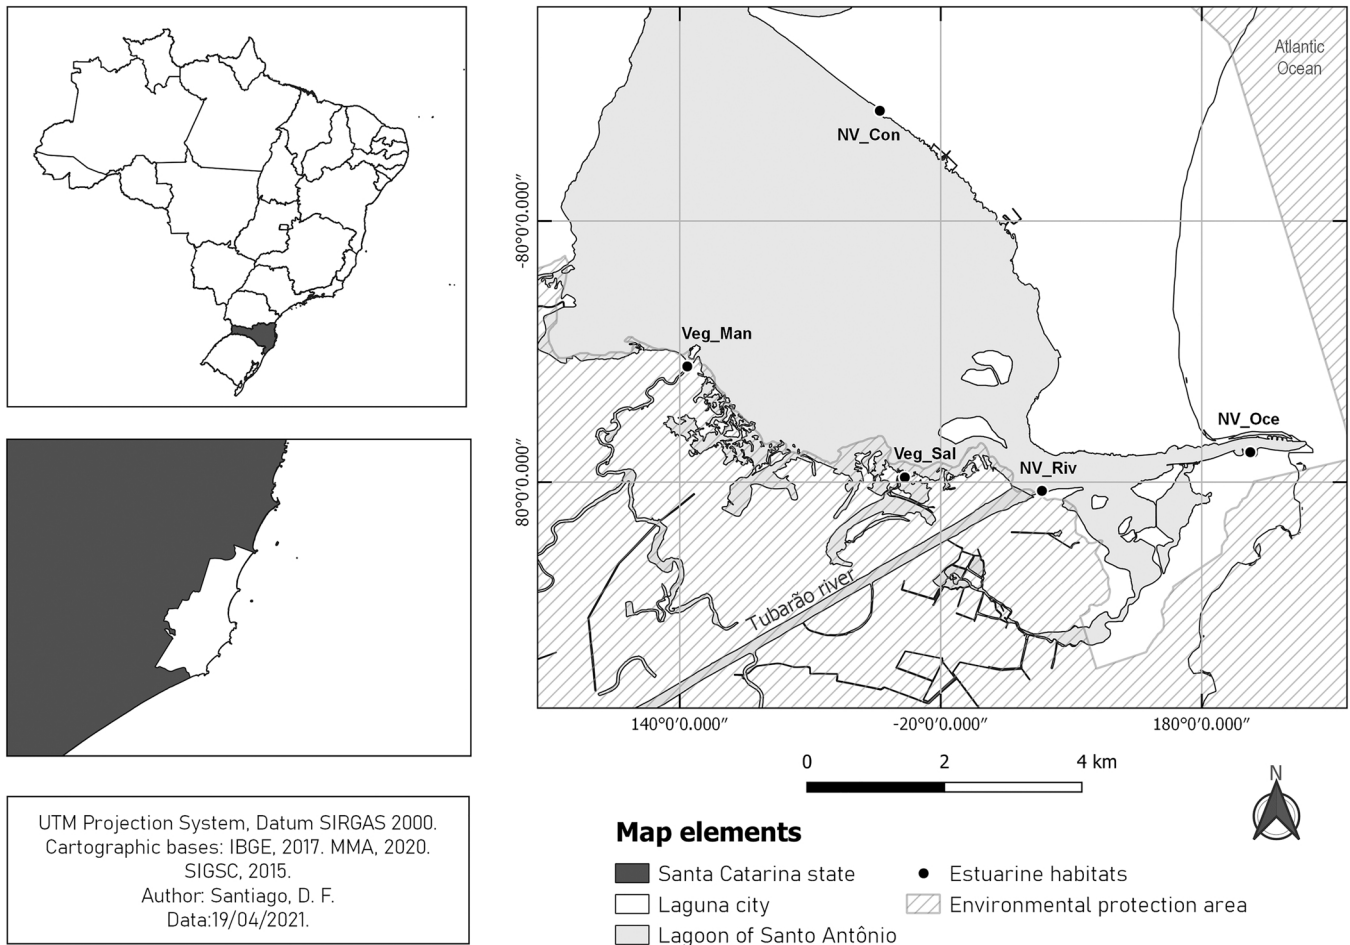 Atlantic
Ocean
NV_Con
-80°0'0.000″
Veg_Man
NV_Oce
Veg_Sal
NV_Riv
80°0'0.000″
Tubarão river
140°0'0.000″
-20°0'0.000″
180°0'0.000″
0 2 4 km
N
UTM Projection System, Datum SIRGAS 2000.
Cartographic bases: IBGE, 2017. MMA, 2020.
SIGSC, 2015.
Author: Santiago, D. F.
Data:19/04/2021.
Map elements
Santa Catarina state
Estuarine habitats
Laguna city
Environmental protection area
Lagoon of Santo Antônio